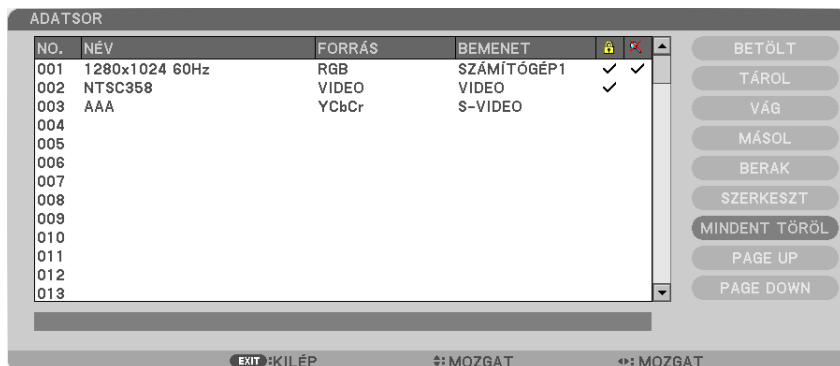 ADATSOR
NO. NÉV FORRÁS BEMENET
001 1280x1024 60Hz RGB SZÁMÍTÓGÉP1 ✓ ✓
002 NTSC358 VIDEO VIDEO ✓
003 AAA YCbCr S-VIDEO
004
005
006
007
008
009
010
011
012
013
BETÖLT
TÁROL
VÁG
MÁSOL
BERAK
SZERKESZT
MINDENT TÖRÖL
PAGE UP
PAGE DOWN
EXIT :KILÉP :MOZGAT :MOZGAT